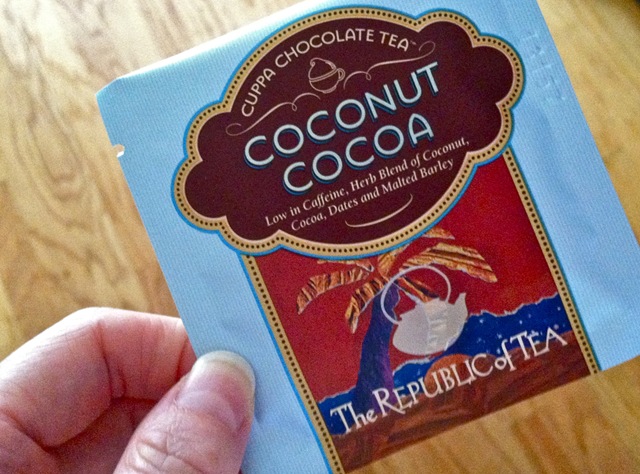 CUPPA CHOCOLATE TEA™
COCONUT
COCOA
Low in Caffeine, Herb Blend of Coconut,
Cocoa, Dates and Malted Barley
The REPUBLIC of TEA®